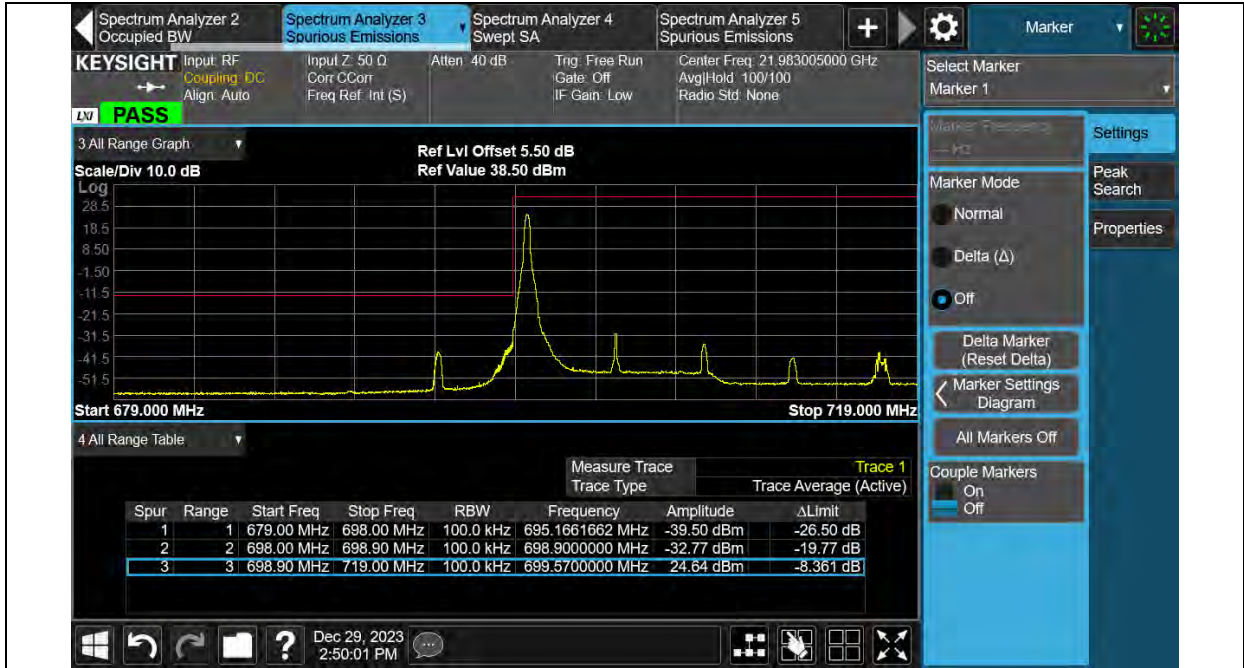 Spectrum Analyzer 2
Occupied BW
Spectrum Analyzer 3
Spurious Emissions
Spectrum Analyzer 4
Swept SA
Spectrum Analyzer 5
Spurious Emissions
+
Marker
KEYSIGHT
Input: RF
Coupling: DC
Align: Auto
Input Z: 50 Ω
Corr CCorr
Freq Ref: Int (S)
Atten: 40 dB
Trig: Free Run
Gate: Off
IF Gain: Low
Center Freq: 21.983005000 GHz
Avg|Hold: 100/100
Radio Std: None
LXI PASS
Select Marker
Marker 1
3 All Range Graph
Ref Lvl Offset 5.50 dB
Scale/Div 10.0 dB
Ref Value 38.50 dBm
Log
28.5
18.5
8.50
-1.50
-11.5
-21.5
-31.5
-41.5
-51.5
Start 679.000 MHz
Stop 719.000 MHz
Marker Frequency
--- Hz
Settings
Marker Mode
Normal
Delta (Δ)
Off
Peak
Search
Properties
Delta Marker
(Reset Delta)
Marker Settings
Diagram
All Markers Off
Couple Markers
On
Off
4 All Range Table
Measure Trace Trace 1
Trace Type Trace Average (Active)
Spur Range Start Freq Stop Freq RBW Frequency Amplitude ΔLimit
1 1 679.00 MHz 698.00 MHz 100.0 kHz 695.1661662 MHz -39.50 dBm -26.50 dB
2 2 698.00 MHz 698.90 MHz 100.0 kHz 698.9000000 MHz -32.77 dBm -19.77 dB
3 3 698.90 MHz 719.00 MHz 100.0 kHz 699.5700000 MHz 24.64 dBm -8.361 dB
?
Dec 29, 2023
2:50:01 PM